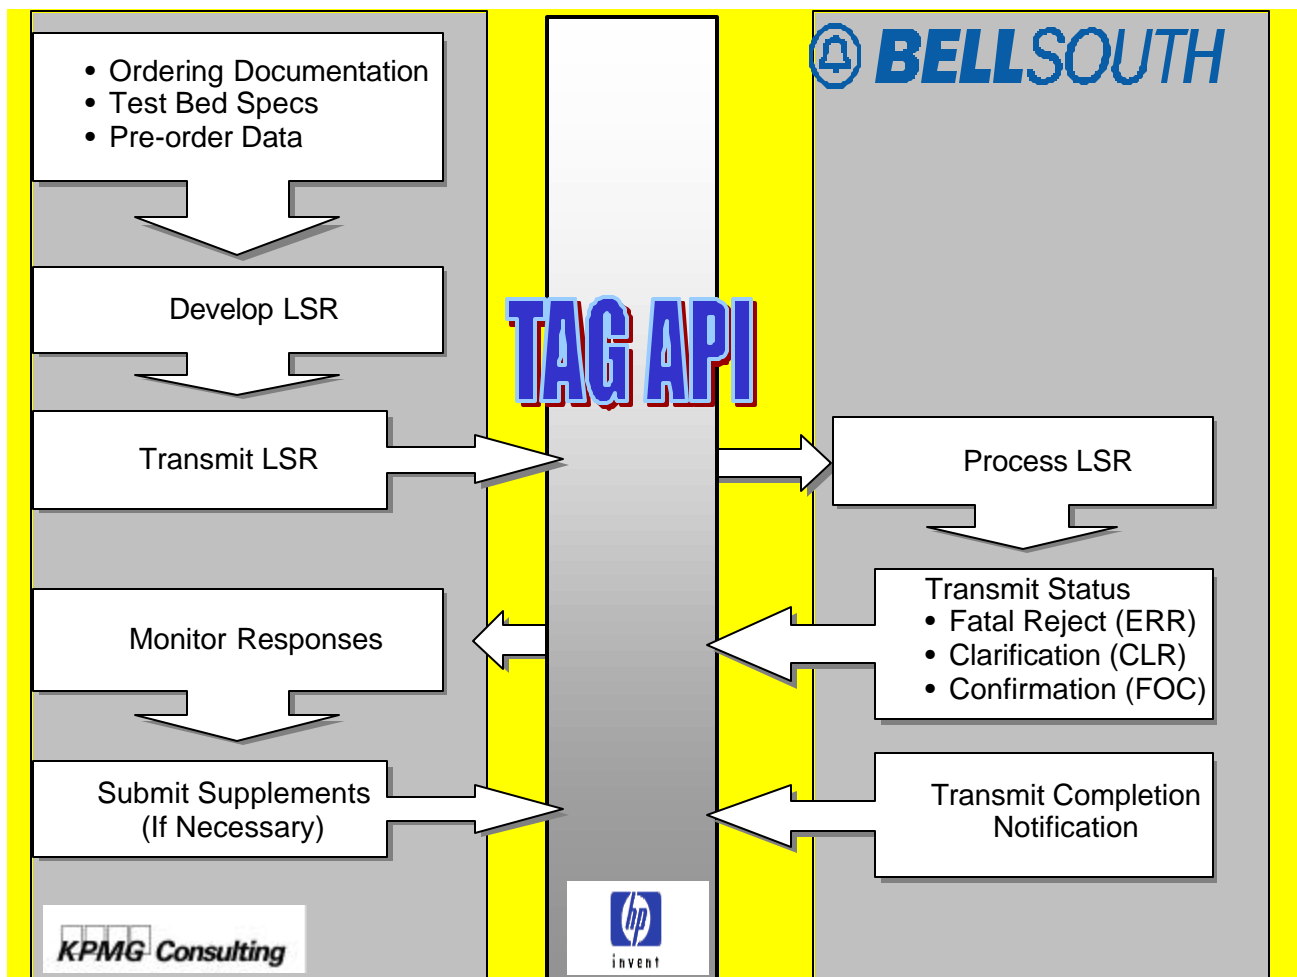 • Ordering Documentation
• Test Bed Specs
• Pre-order Data
Develop LSR
Transmit LSR
Monitor Responses
Submit Supplements
(If Necessary)
KPMG Consulting
TAG API
hp
invent
BELLSOUTH
Process LSR
Transmit Status
• Fatal Reject (ERR)
• Clarification (CLR)
• Confirmation (FOC)
Transmit Completion
Notification